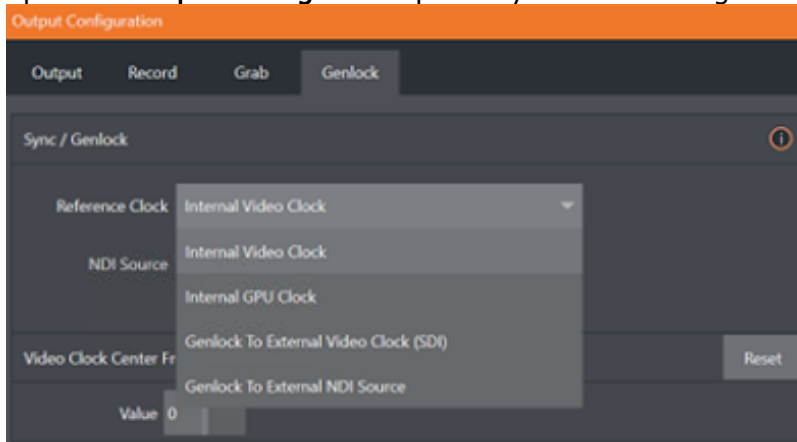 Output Configuration
Output Record Grab Genlock
Sync / Genlock
Reference Clock Internal Video Clock
Internal Video Clock
NDI Source
Internal GPU Clock
Genlock To External Video Clock (SDI)
Video Clock Center Fr Reset
Genlock To External NDI Source
Value 0